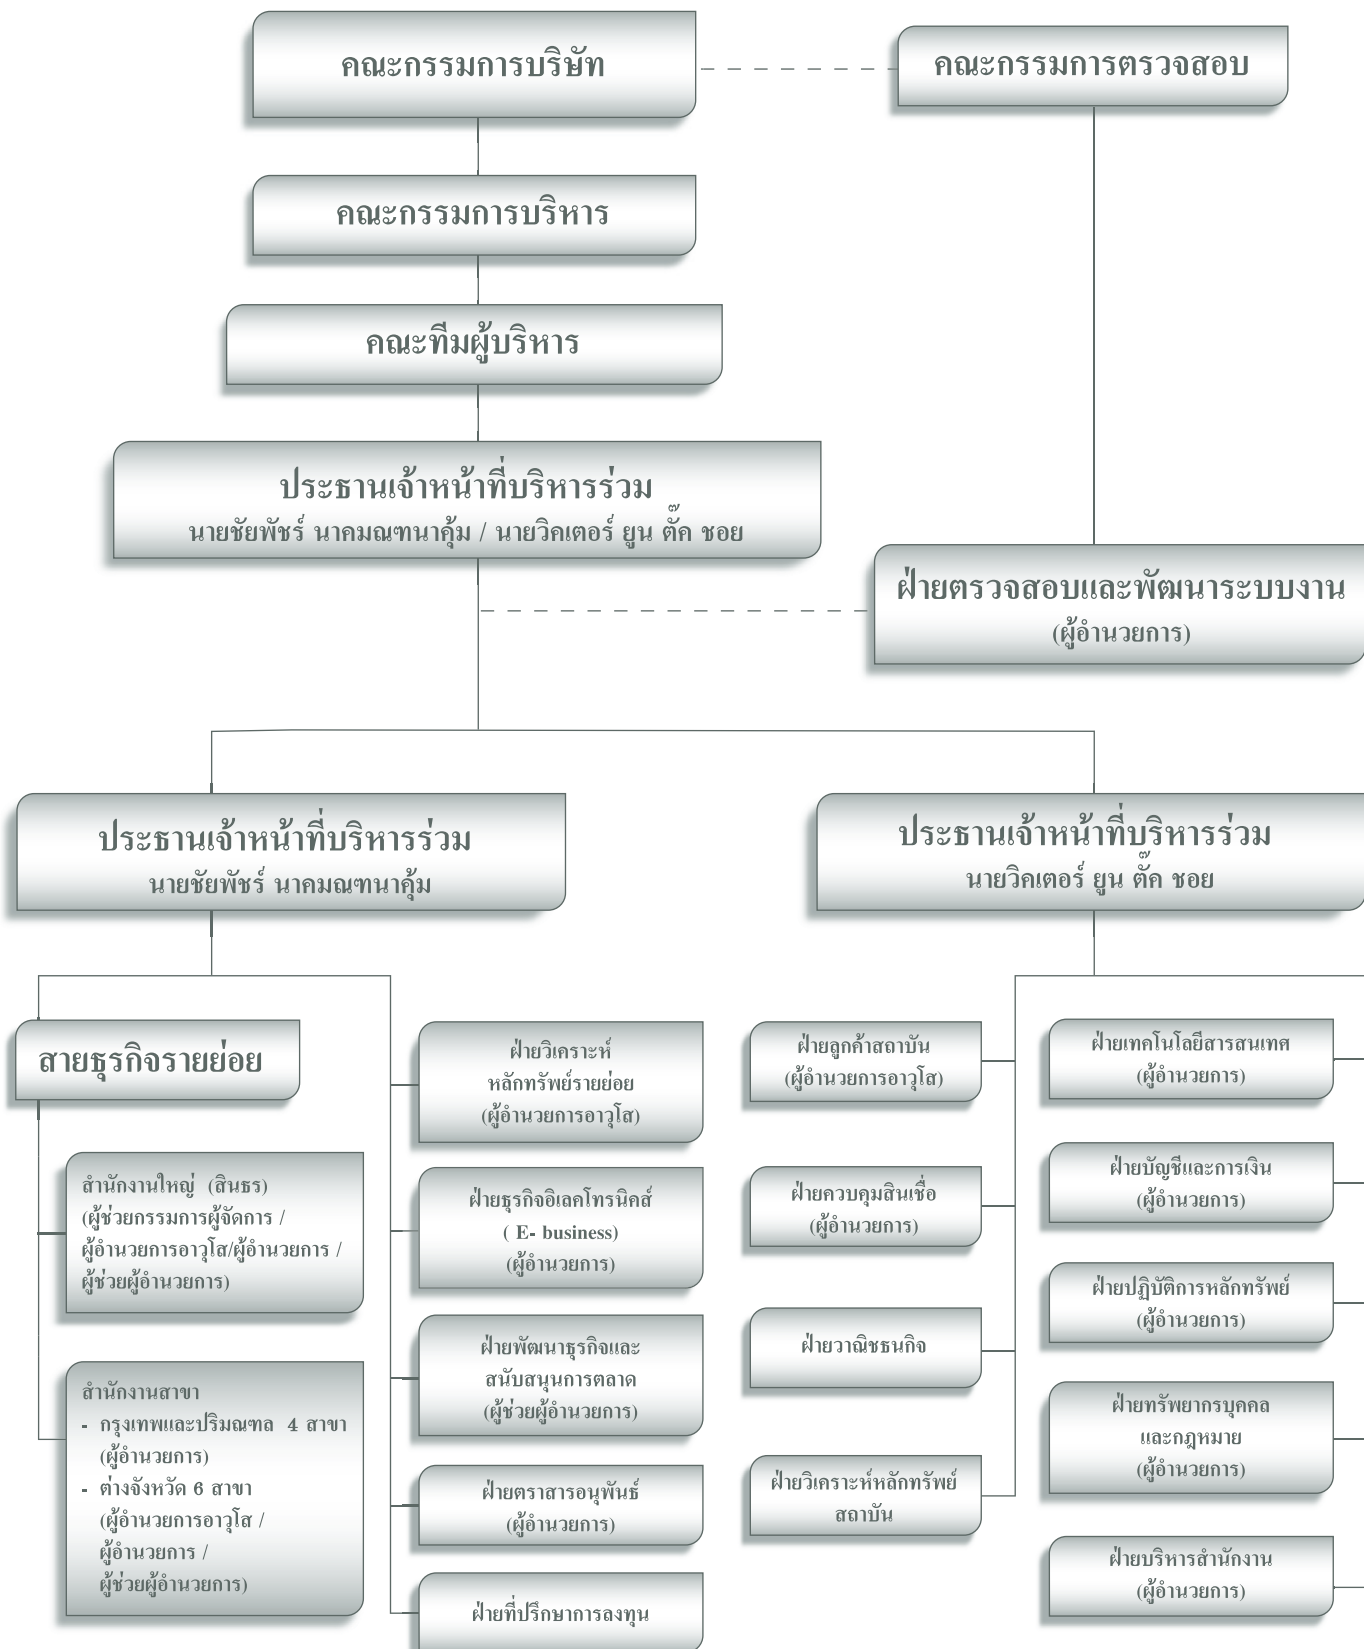 คณะกรรมการบริษัท
คณะกรรมการตรวจสอบ
คณะกรรมการบริหาร
คณะทีมผู้บริหาร
ประธานเจ้าหน้าที่บริหารร่วม
นายชัยพัชร์ นาคมณฑนาคุ้ม / นายวิคเตอร์ ยูน ตั๊ค ชอย
ฝ่ายตรวจสอบและพัฒนาระบบงาน
(ผู้อำนวยการ)
ประธานเจ้าหน้าที่บริหารร่วม
นายชัยพัชร์ นาคมณฑนาคุ้ม
ประธานเจ้าหน้าที่บริหารร่วม
นายวิคเตอร์ ยูน ตั๊ค ชอย
สายธุรกิจรายย่อย
สำนักงานใหญ่ (สินธร)
(ผู้ช่วยกรรมการผู้จัดการ /
ผู้อำนวยการอาวุโส/ผู้อำนวยการ /
ผู้ช่วยผู้อำนวยการ)
สำนักงานสาขา
- กรุงเทพและปริมณฑล 4 สาขา
(ผู้อำนวยการ)
- ต่างจังหวัด 6 สาขา
(ผู้อำนวยการอาวุโส /
ผู้อำนวยการ /
ผู้ช่วยผู้อำนวยการ)
ฝ่ายวิเคราะห์
หลักทรัพย์รายย่อย
(ผู้อำนวยการอาวุโส)
ฝ่ายธุรกิจอิเลคโทรนิคส์
( E- business)
(ผู้อำนวยการ)
ฝ่ายพัฒนาธุรกิจและ
สนับสนุนการตลาด
(ผู้ช่วยผู้อำนวยการ)
ฝ่ายตราสารอนุพันธ์
(ผู้อำนวยการ)
ฝ่ายที่ปรึกษาการลงทุน
ฝ่ายลูกค้าสถาบัน
(ผู้อำนวยการอาวุโส)
ฝ่ายควบคุมสินเชื่อ
(ผู้อำนวยการ)
ฝ่ายวาณิชธนกิจ
ฝ่ายวิเคราะห์หลักทรัพย์
สถาบัน
ฝ่ายเทคโนโลยีสารสนเทศ
(ผู้อำนวยการ)
ฝ่ายบัญชีและการเงิน
(ผู้อำนวยการ)
ฝ่ายปฏิบัติการหลักทรัพย์
(ผู้อำนวยการ)
ฝ่ายทรัพยากรบุคคล
และกฎหมาย
(ผู้อำนวยการ)
ฝ่ายบริหารสำนักงาน
(ผู้อำนวยการ)